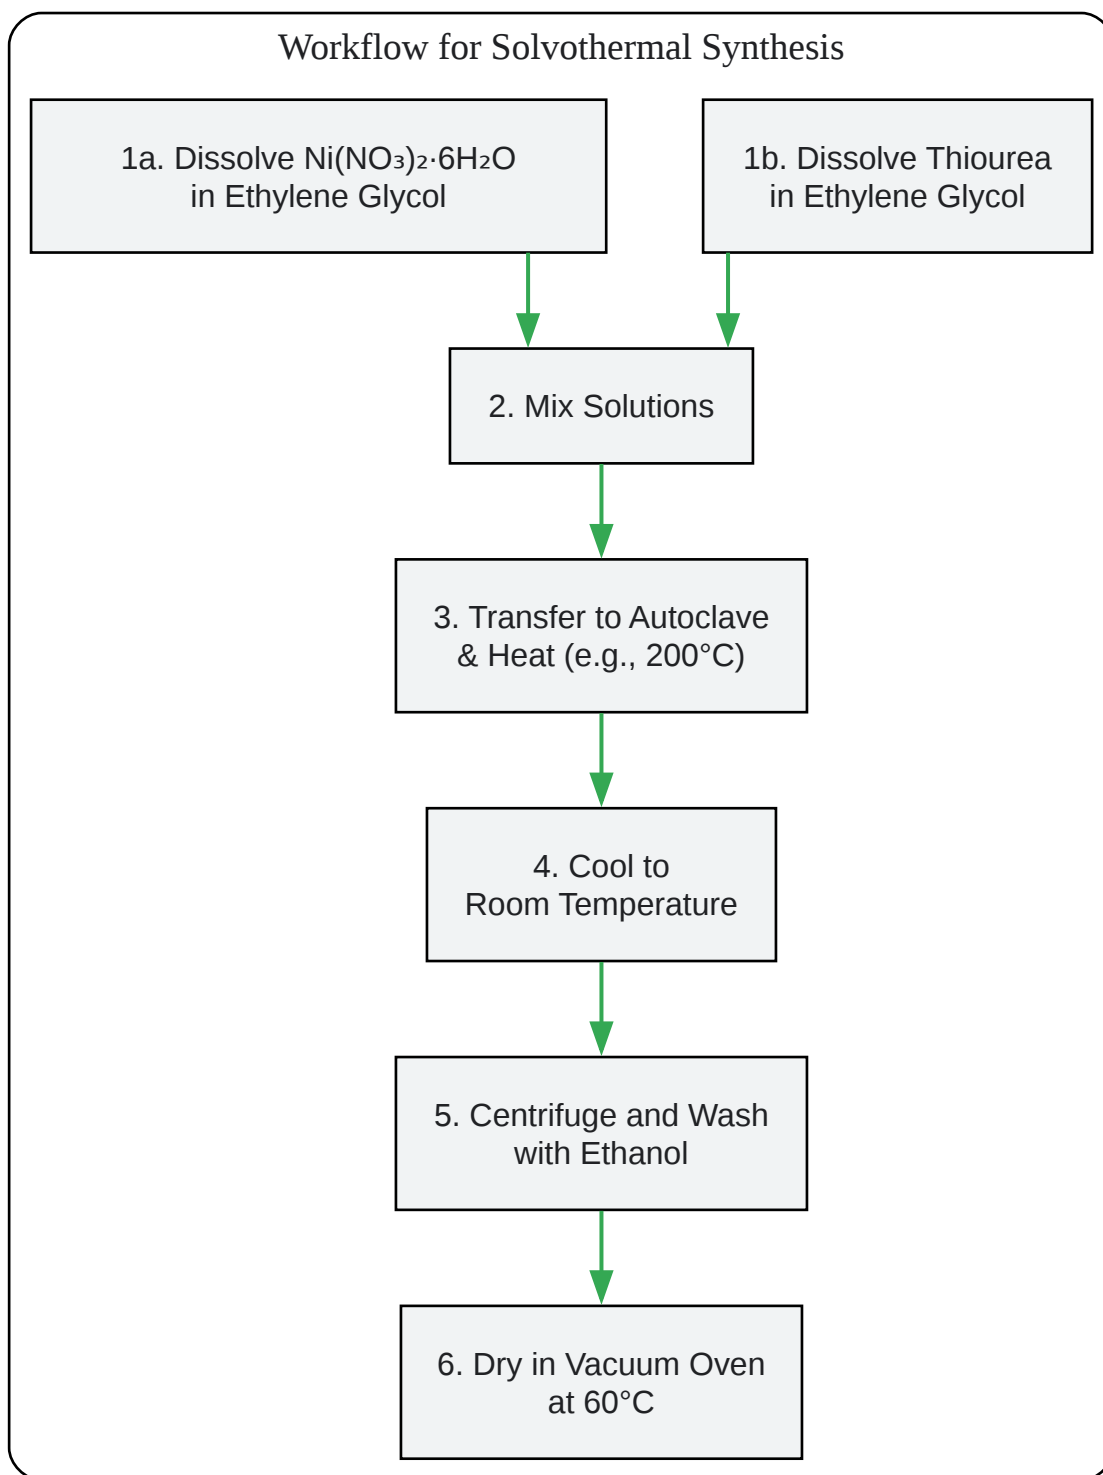 Workflow for Solvothermal Synthesis
1a. Dissolve Ni(NO₃)₂·6H₂O
in Ethylene Glycol
1b. Dissolve Thiourea
in Ethylene Glycol
2. Mix Solutions
3. Transfer to Autoclave
& Heat (e.g., 200°C)
4. Cool to
Room Temperature
5. Centrifuge and Wash
with Ethanol
6. Dry in Vacuum Oven
at 60°C